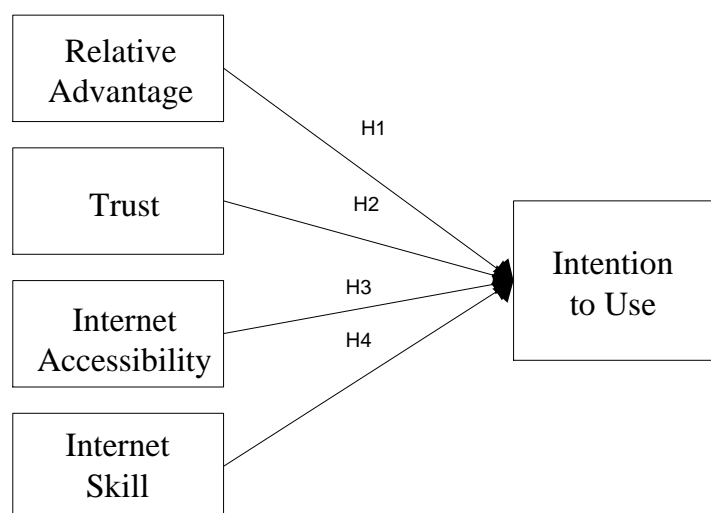 Relative
Advantage
H1
Trust
H2
Internet
Accessibility
H3
H4
Internet
Skill
Intention
to Use